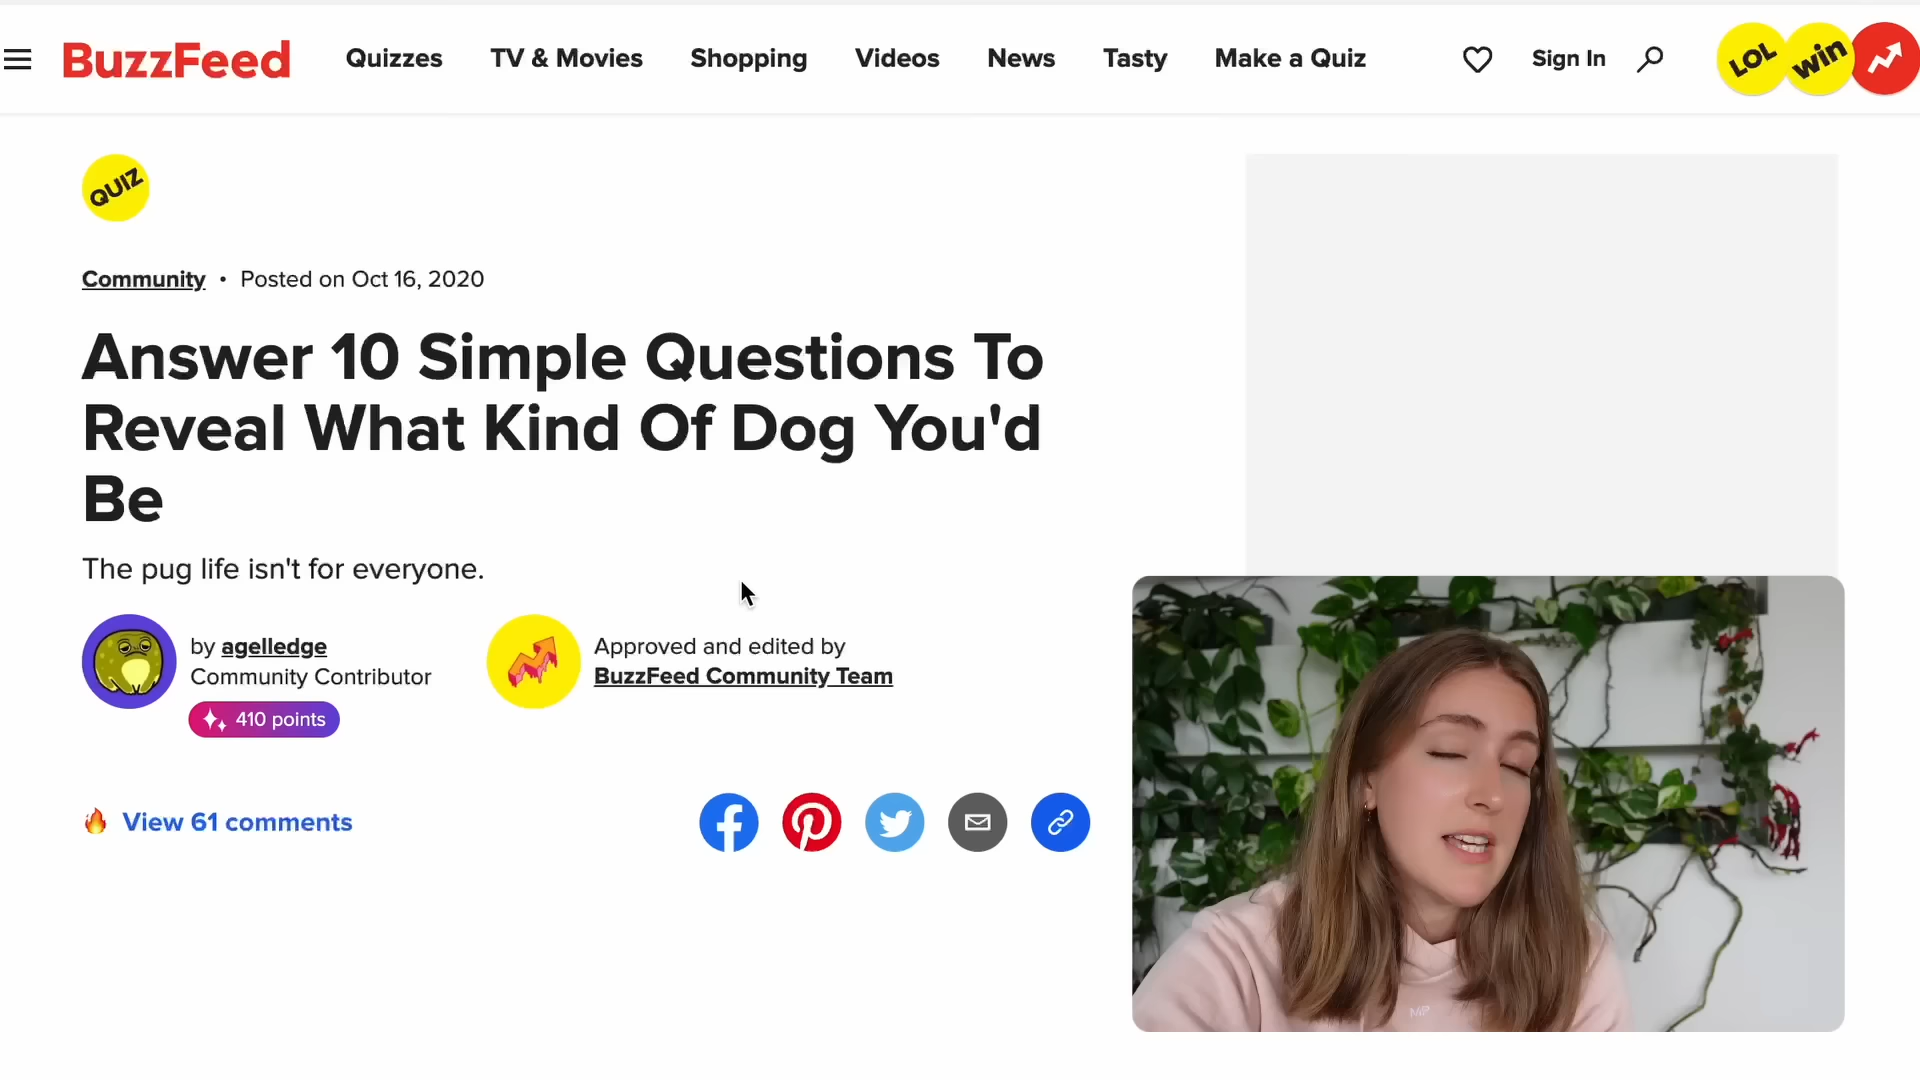 BuzzFeed
Quizzes
TV & Movies
Shopping
Videos
News
Tasty
Make a Quiz
Sign In
LOL
win
QUIZ
Community • Posted on Oct 16, 2020
Answer 10 Simple Questions To
Reveal What Kind Of Dog You'd
Be
The pug life isn't for everyone.
by agelledge
Community Contributor
410 points
Approved and edited by
BuzzFeed Community Team
View 61 comments
MP